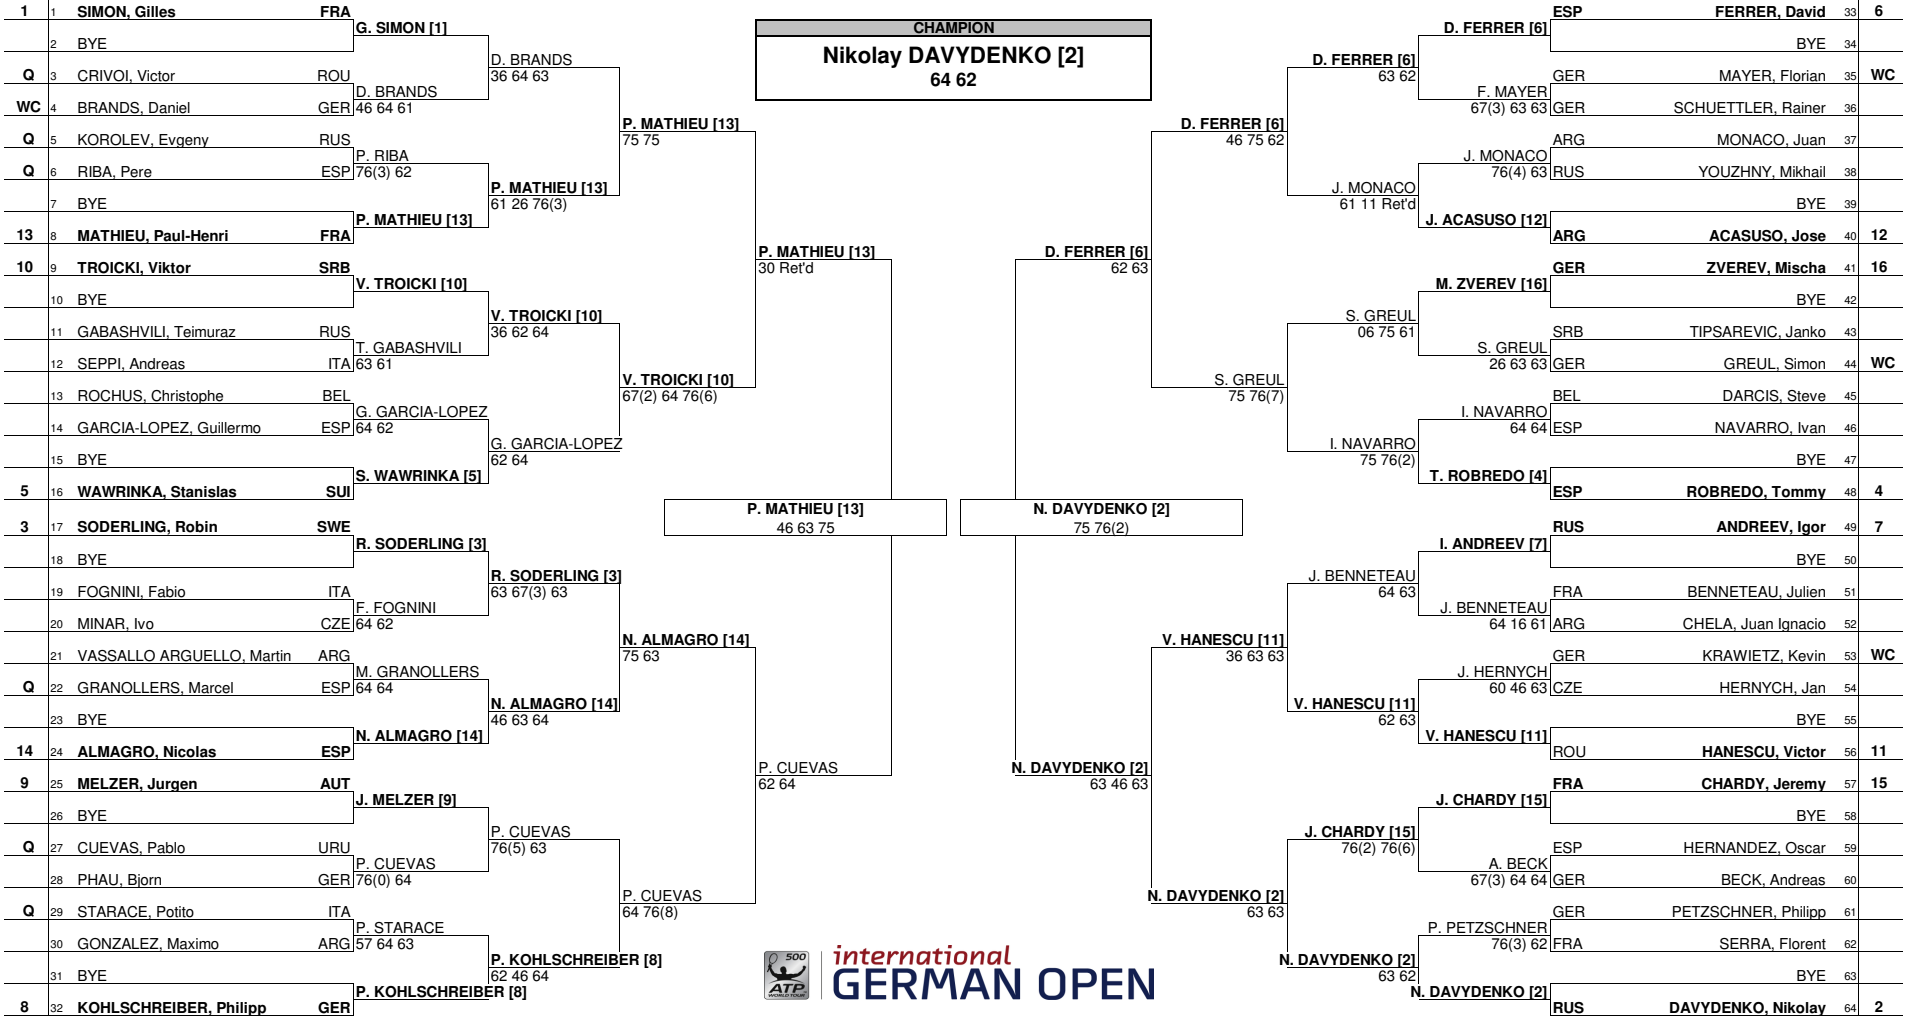 1 1 SIMON, Gilles FRA
2 BYE
Q 3 CRIVOI, Victor ROU
WC 4 BRANDS, Daniel GER
Q 5 KOROLEV, Evgeny RUS
Q 6 RIBA, Pere ESP
7 BYE
13 8 MATHIEU, Paul-Henri FRA
10 9 TROICKI, Viktor SRB
10 BYE
11 GABASHVILI, Teimuraz RUS
12 SEPPI, Andreas ITA
13 ROCHUS, Christophe BEL
14 GARCIA-LOPEZ, Guillermo ESP
15 BYE
5 16 WAWRINKA, Stanislas SUI
3 17 SODERLING, Robin SWE
18 BYE
19 FOGNINI, Fabio ITA
20 MINAR, Ivo CZE
21 VASSALLO ARGUELLO, Martin ARG
Q 22 GRANOLLERS, Marcel ESP
23 BYE
14 24 ALMAGRO, Nicolas ESP
9 25 MELZER, Jurgen AUT
26 BYE
Q 27 CUEVAS, Pablo URU
28 PHAU, Bjorn GER
Q 29 STARACE, Potito ITA
30 GONZALEZ, Maximo ARG
31 BYE
8 32 KOHLSCHREIBER, Philipp GER
G. SIMON [1]
D. BRANDS
46 64 61
P. RIBA
76(3) 62
P. MATHIEU [13]
V. TROICKI [10]
T. GABASHVILI
63 61
G. GARCIA-LOPEZ
64 62
S. WAWRINKA [5]
R. SODERLING [3]
F. FOGNINI
64 62
M. GRANOLLERS
64 64
N. ALMAGRO [14]
J. MELZER [9]
P. CUEVAS
76(0) 64
P. STARACE
57 64 63
P. KOHLSCHREIBER [8]
D. BRANDS
36 64 63
P. MATHIEU [13]
61 26 76(3)
V. TROICKI [10]
36 62 64
G. GARCIA-LOPEZ
62 64
R. SODERLING [3]
63 67(3) 63
N. ALMAGRO [14]
46 63 64
P. CUEVAS
76(5) 63
P. KOHLSCHREIBER [8]
62 46 64
P. MATHIEU [13]
75 75
V. TROICKI [10]
67(2) 64 76(6)
N. ALMAGRO [14]
75 63
P. CUEVAS
64 76(8)
P. MATHIEU [13]
30 Ret'd
P. CUEVAS
62 64
P. MATHIEU [13]
46 63 75
CHAMPION
Nikolay DAVYDENKO [2]
64 62
N. DAVYDENKO [2]
75 76(2)
D. FERRER [6]
62 63
N. DAVYDENKO [2]
63 46 63
D. FERRER [6]
46 75 62
S. GREUL
75 76(7)
V. HANESCU [11]
36 63 63
N. DAVYDENKO [2]
63 63
D. FERRER [6]
63 62
J. MONACO
61 11 Ret'd
S. GREUL
06 75 61
I. NAVARRO
75 76(2)
J. BENNETEAU
64 63
V. HANESCU [11]
62 63
J. CHARDY [15]
76(2) 76(6)
N. DAVYDENKO [2]
63 62
D. FERRER [6]
F. MAYER
67(3) 63 63
J. MONACO
76(4) 63
J. ACASUSO [12]
M. ZVEREV [16]
S. GREUL
26 63 63
I. NAVARRO
64 64
T. ROBREDO [4]
I. ANDREEV [7]
J. BENNETEAU
64 16 61
J. HERNYCH
60 46 63
V. HANESCU [11]
J. CHARDY [15]
A. BECK
67(3) 64 64
P. PETZSCHNER
76(3) 62
N. DAVYDENKO [2]
ESP FERRER, David 33 6
BYE 34
GER MAYER, Florian 35 WC
GER SCHUETTLER, Rainer 36
ARG MONACO, Juan 37
RUS YOUZHNY, Mikhail 38
BYE 39
ARG ACASUSO, Jose 40 12
GER ZVEREV, Mischa 41 16
BYE 42
SRB TIPSAREVIC, Janko 43
GER GREUL, Simon 44 WC
BEL DARCIS, Steve 45
ESP NAVARRO, Ivan 46
BYE 47
ESP ROBREDO, Tommy 48 4
RUS ANDREEV, Igor 49 7
BYE 50
FRA BENNETEAU, Julien 51
ARG CHELA, Juan Ignacio 52
GER KRAWIETZ, Kevin 53 WC
CZE HERNYCH, Jan 54
BYE 55
ROU HANESCU, Victor 56 11
FRA CHARDY, Jeremy 57 15
BYE 58
ESP HERNANDEZ, Oscar 59
GER BECK, Andreas 60
GER PETZSCHNER, Philipp 61
FRA SERRA, Florent 62
BYE 63
RUS DAVYDENKO, Nikolay 64 2
500
ATP
WORLD TOUR
international
GERMAN OPEN